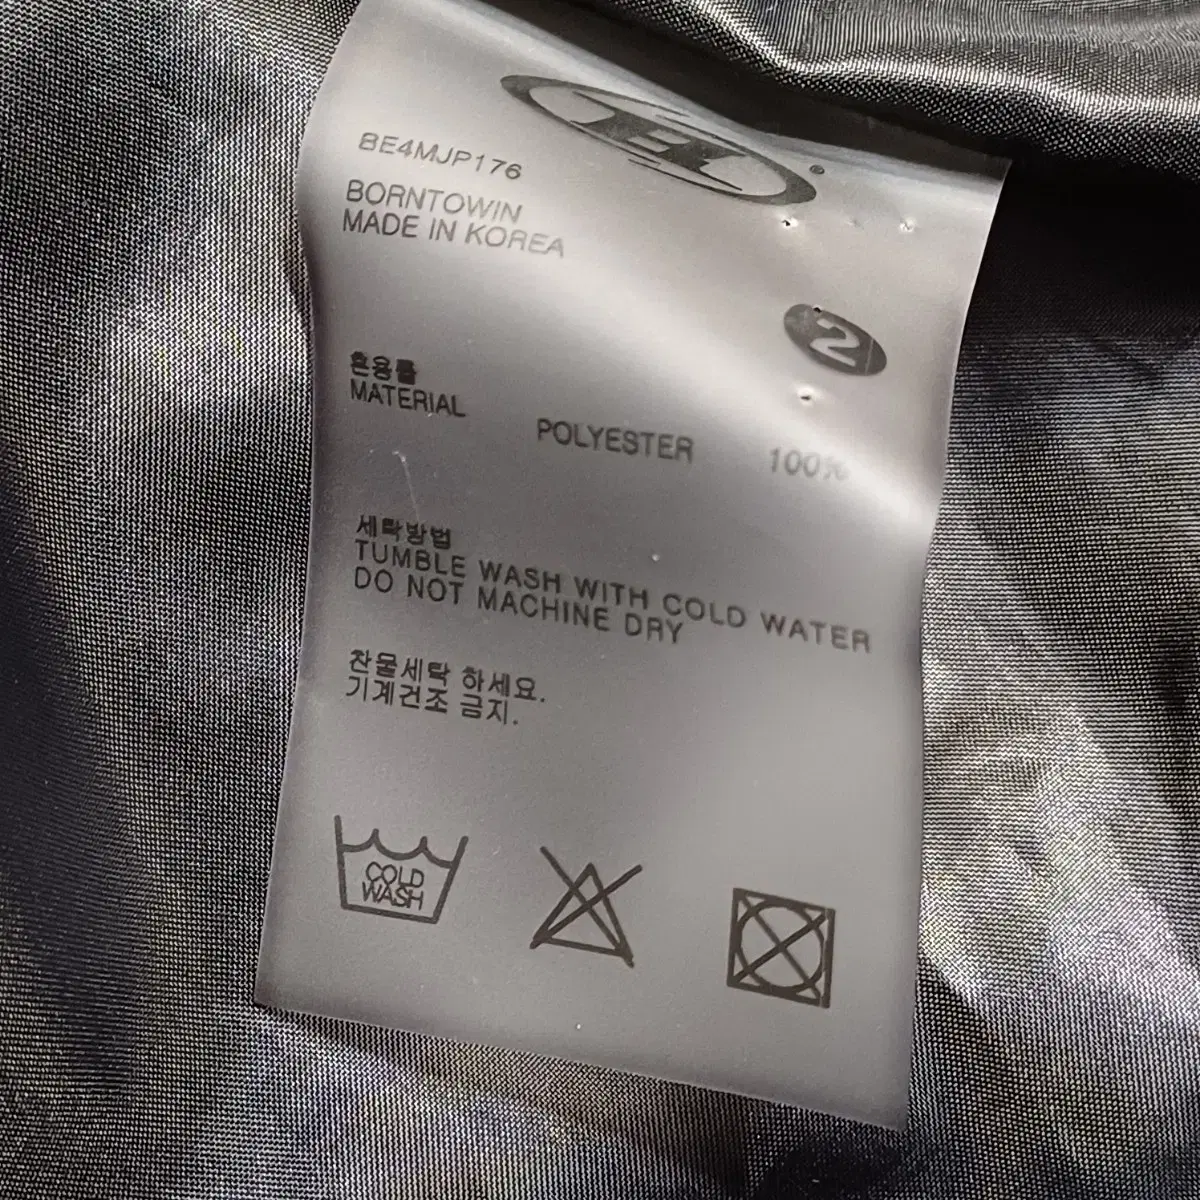 BE4MJP176
BORNTOWIN
MADE IN KOREA
2
혼용률
MATERIAL POLYESTER 100%
세탁방법
TUMBLE WASH WITH COLD WATER
DO NOT MACHINE DRY
찬물세탁 하세요.
기계건조 금지.
COLD
WASH